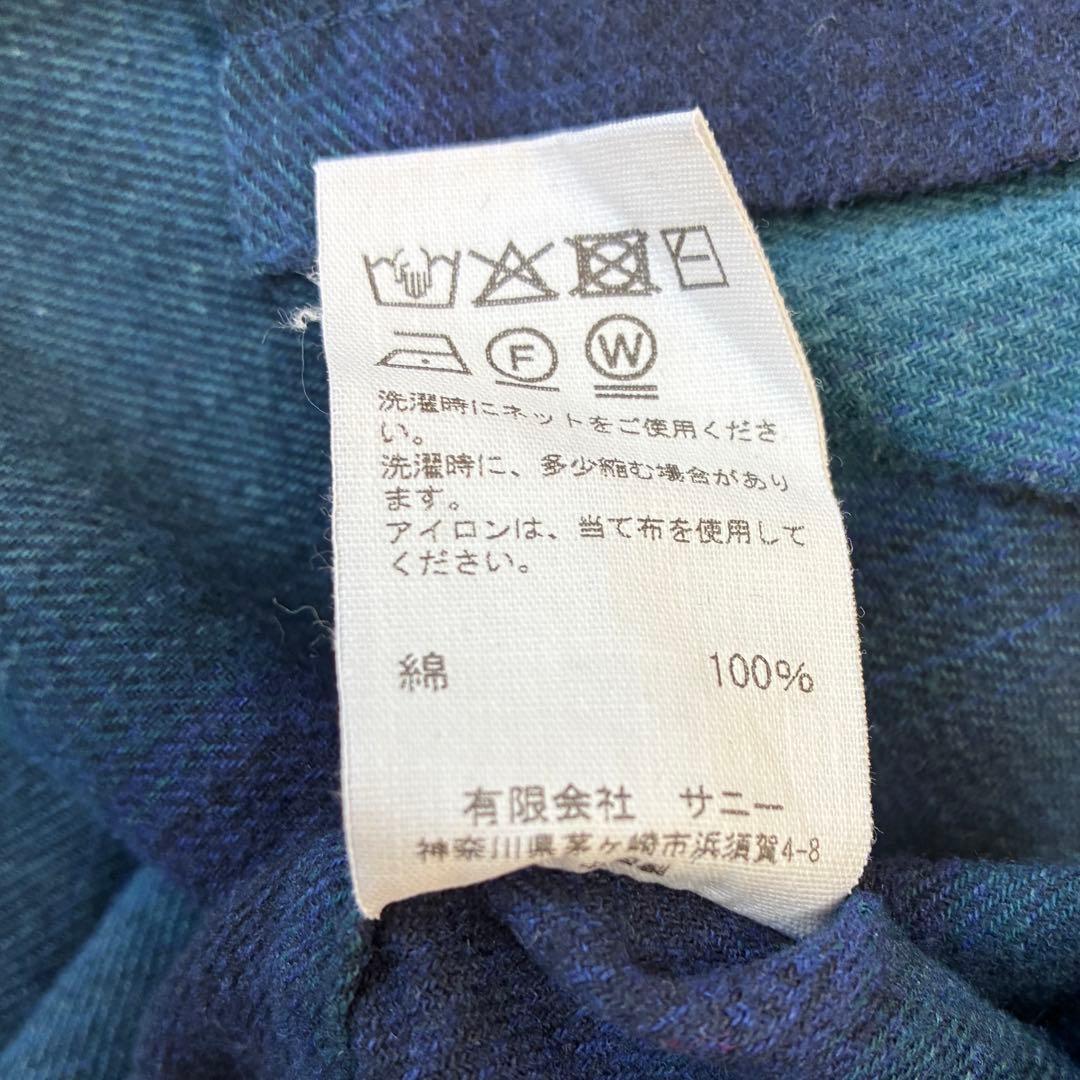 F W
洗濯時にネットをご使用くださ
い。
洗濯時に、多少縮む場合があり
ます。
アイロンは、当て布を使用して
ください。
綿 100%
有限会社 サニー
神奈川県茅ヶ崎市浜須賀4-8